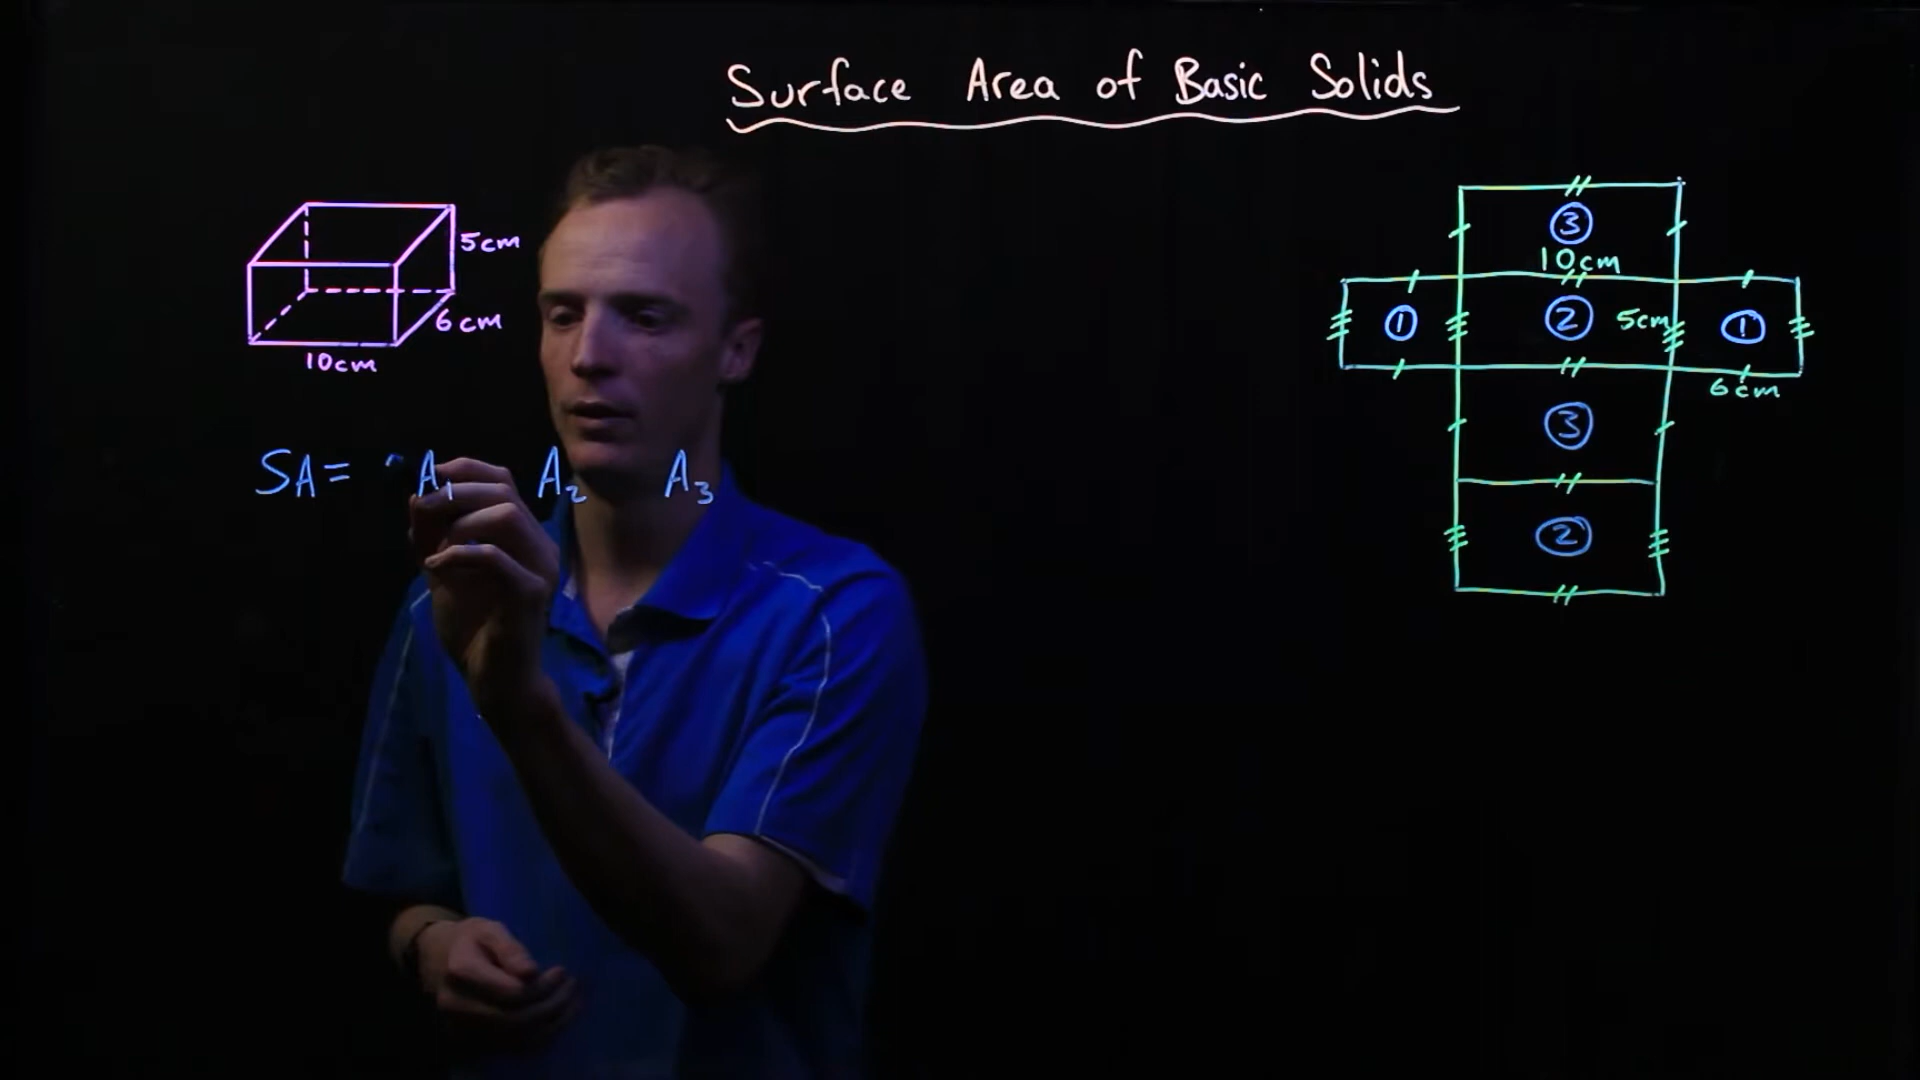 Surface Area of Basic Solids
5cm
6cm
10cm
SA = A₁ A₂ A₃
③
10cm
① ② 5cm ①
6cm
③
②